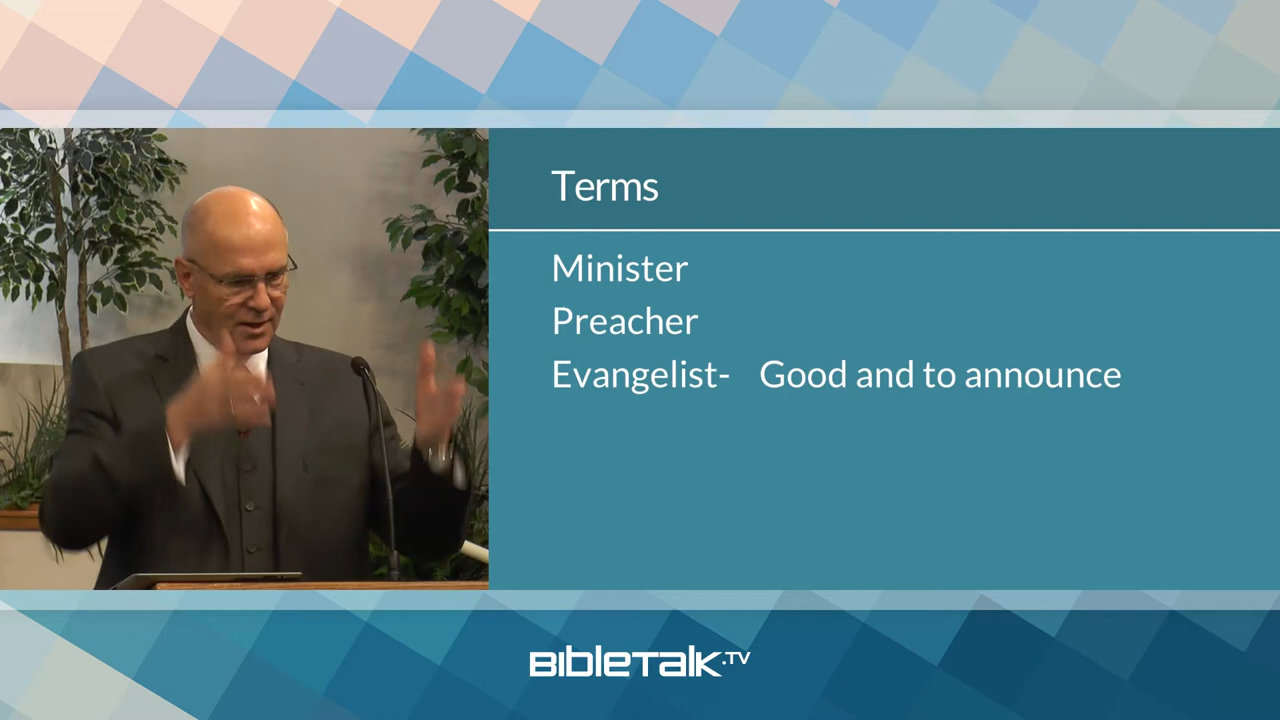 Terms
Minister
Preacher
Evangelist- Good and to announce
BibleTalk.TV